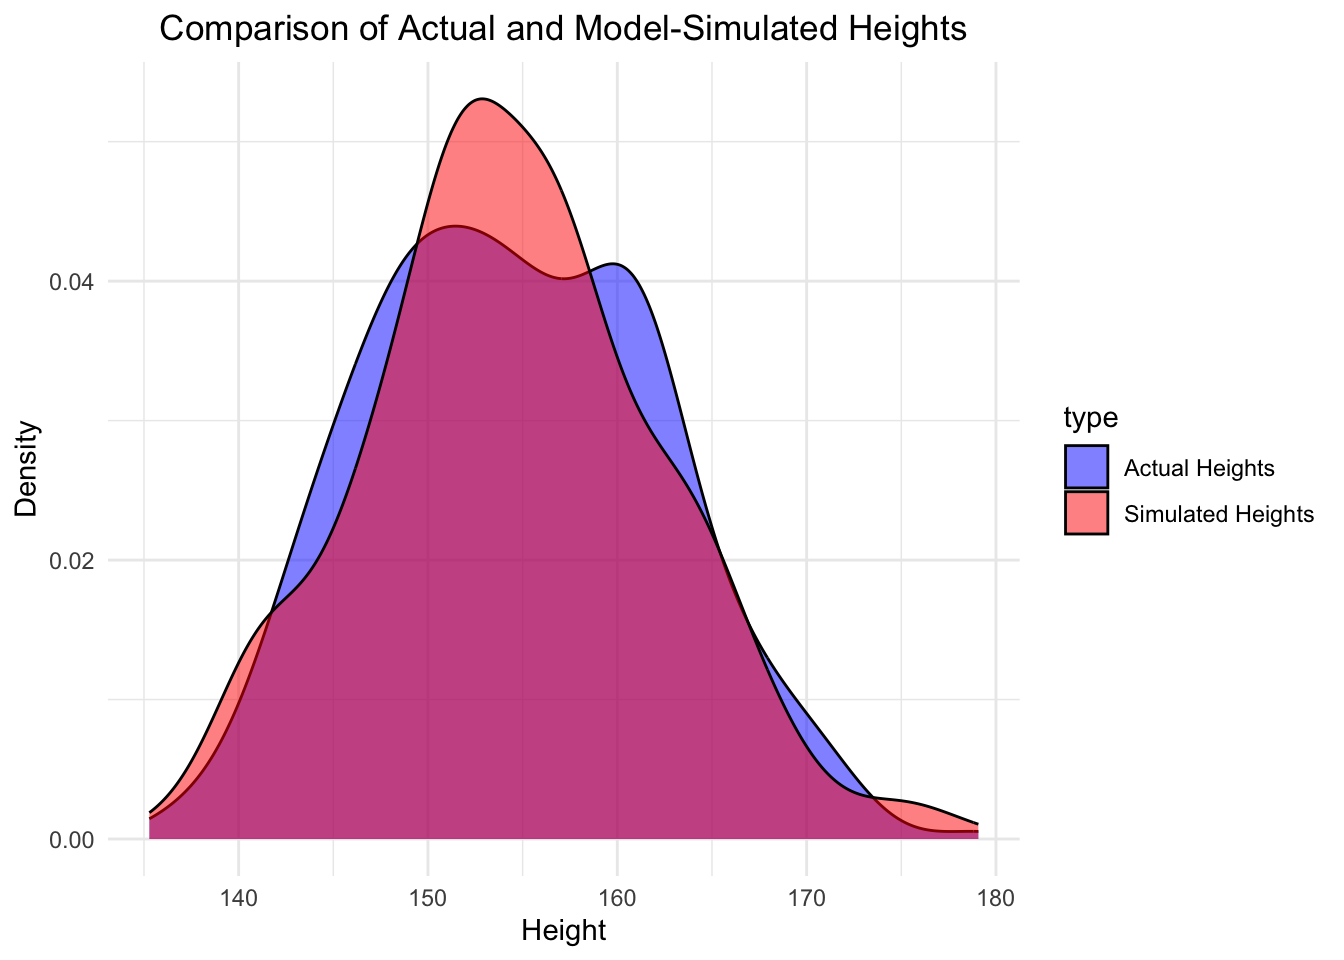 Comparison of Actual and Model-Simulated Heights
Density
0.04
0.02
0.00
140 150 160 170 180
Height
type
Actual Heights
Simulated Heights